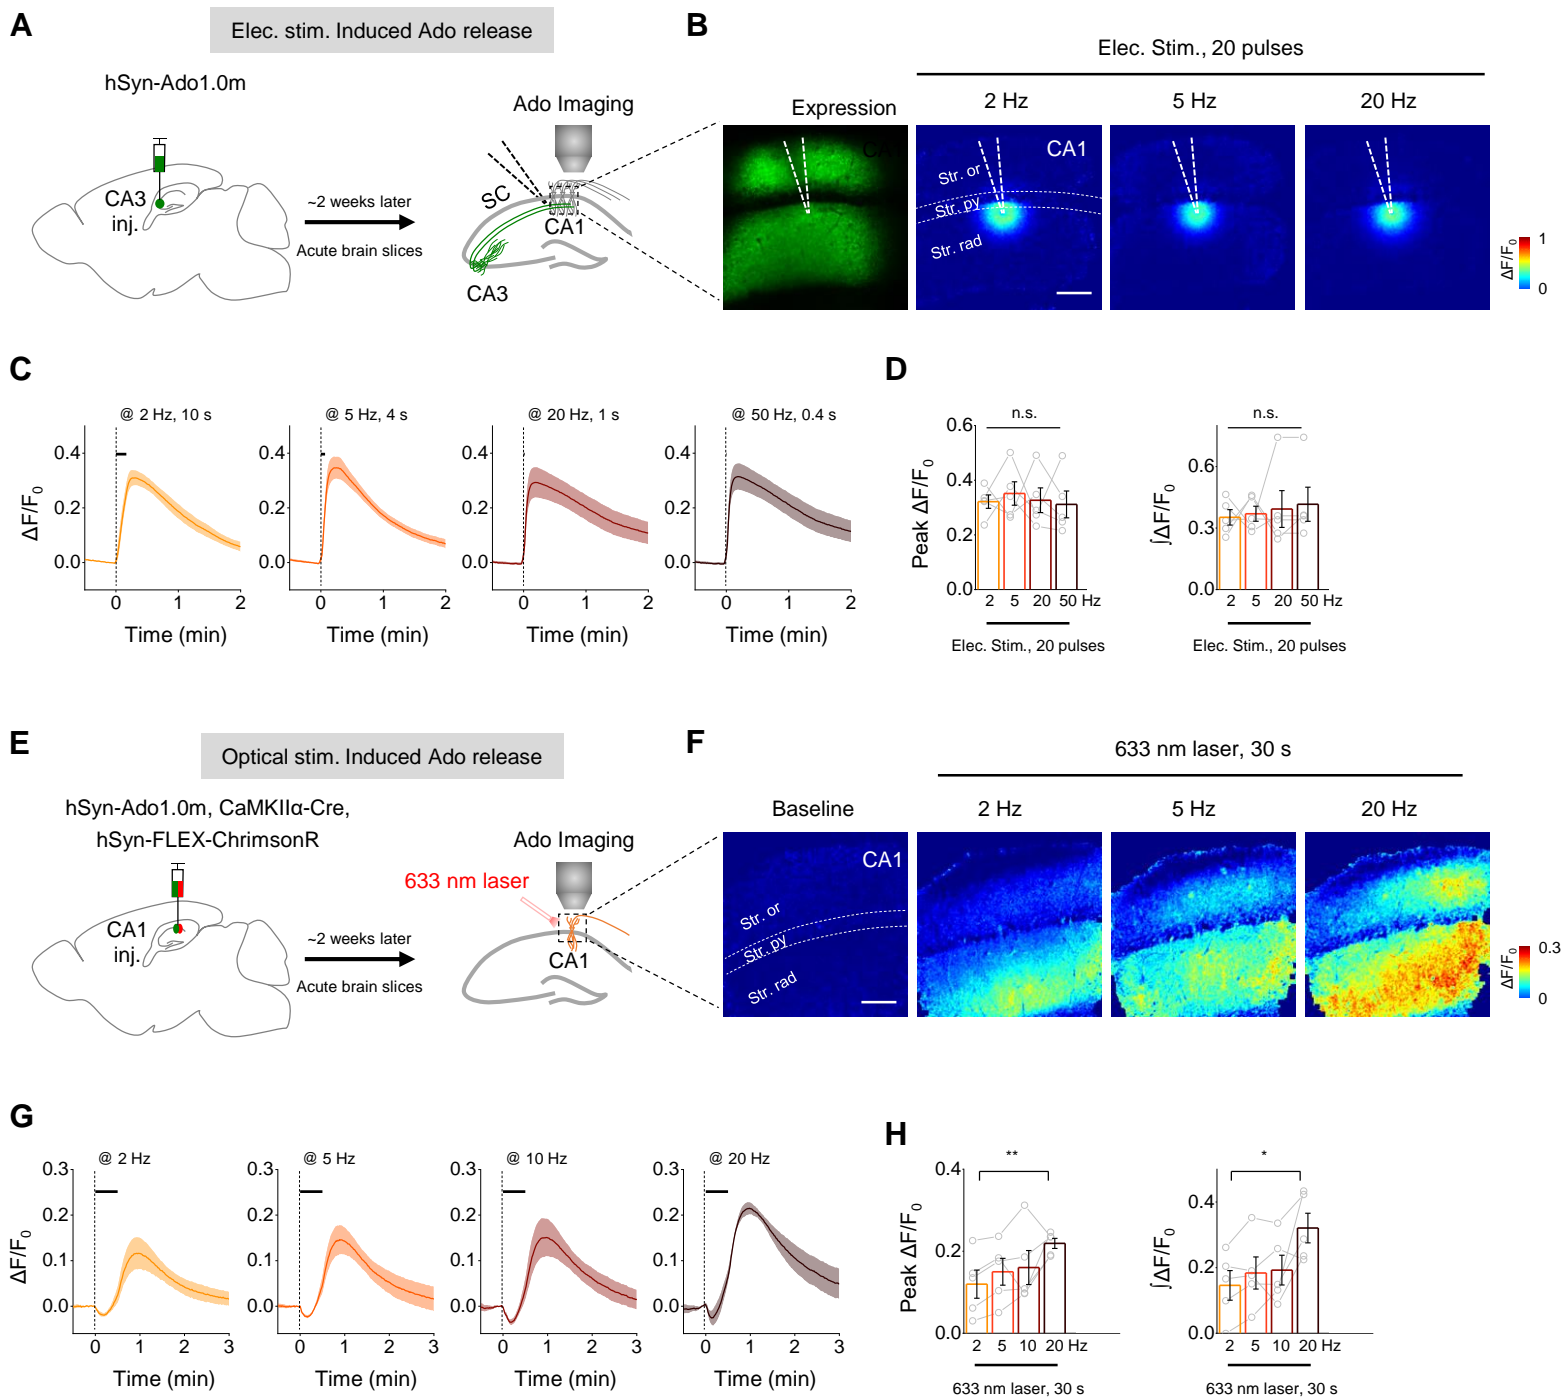 A
Elec. stim. Induced Ado release
hSyn-Ado1.0m
CA3
inj.
~2 weeks later
Acute brain slices
Ado Imaging
SC
CA1
CA3
B
Elec. Stim., 20 pulses
Expression
2 Hz
5 Hz
20 Hz
CA1
Str. or
Str. py
Str. rad
1
0
ΔF/F0
C
@ 2 Hz, 10 s
@ 5 Hz, 4 s
@ 20 Hz, 1 s
@ 50 Hz, 0.4 s
ΔF/F0
0.4
0.2
0.0
0 1 2
Time (min)
0.4
0.2
0.0
0 1 2
Time (min)
0.4
0.2
0.0
0 1 2
Time (min)
0.4
0.2
0.0
0 1 2
Time (min)
D
n.s.
Peak ΔF/F0
0.6
0.4
0.2
0.0
2 5 20 50 Hz
Elec. Stim., 20 pulses
n.s.
∫ΔF/F0
0.6
0.3
0.0
2 5 20 50 Hz
Elec. Stim., 20 pulses
E
Optical stim. Induced Ado release
hSyn-Ado1.0m, CaMKIIα-Cre,
hSyn-FLEX-ChrimsonR
CA1
inj.
~2 weeks later
Acute brain slices
Ado Imaging
633 nm laser
CA1
F
633 nm laser, 30 s
Baseline
2 Hz
5 Hz
20 Hz
CA1
Str. or
Str. py
Str. rad
0.3
0
ΔF/F0
G
@ 2 Hz
@ 5 Hz
@ 10 Hz
@ 20 Hz
ΔF/F0
0.3
0.2
0.1
0.0
0 1 2 3
Time (min)
0.3
0.2
0.1
0.0
0 1 2 3
Time (min)
0.3
0.2
0.1
0.0
0 1 2 3
Time (min)
0.3
0.2
0.1
0.0
0 1 2 3
Time (min)
H
**
Peak ΔF/F0
0.4
0.2
0.0
2 5 10 20 Hz
633 nm laser, 30 s
*
∫ΔF/F0
0.4
0.2
0.0
2 5 10 20 Hz
633 nm laser, 30 s